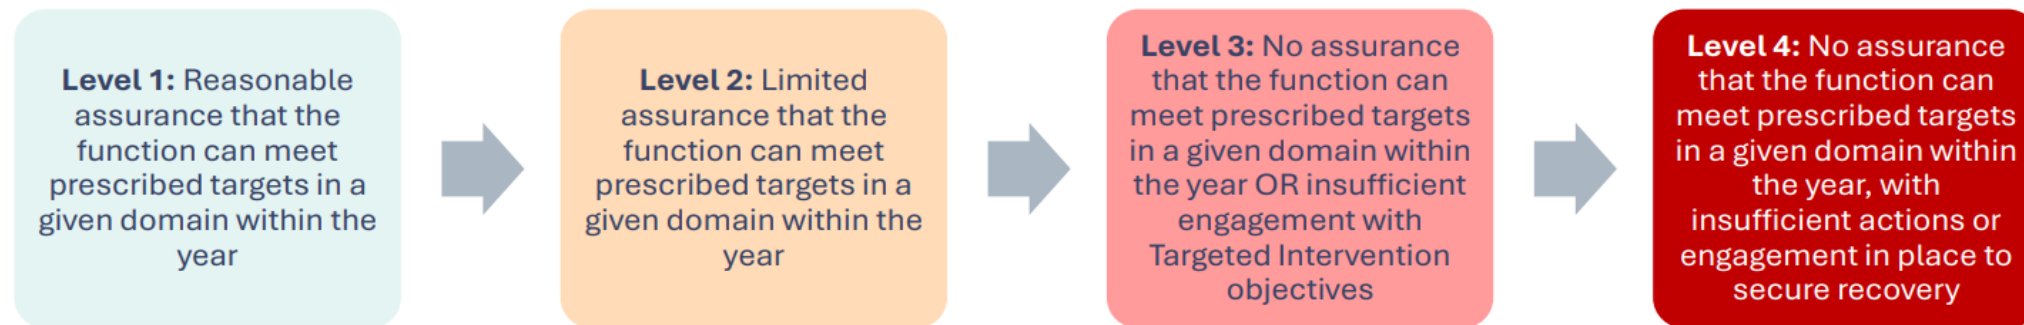 Level 1: Reasonable
assurance that the
function can meet
prescribed targets in a
given domain within the
year
Level 2: Limited
assurance that the
function can meet
prescribed targets in a
given domain within the
year
Level 3: No assurance
that the function can
meet prescribed targets
in a given domain within
the year OR insufficient
engagement with
Targeted Intervention
objectives
Level 4: No assurance
that the function can
meet prescribed targets
in a given domain within
the year, with
insufficient actions or
engagement in place to
secure recovery